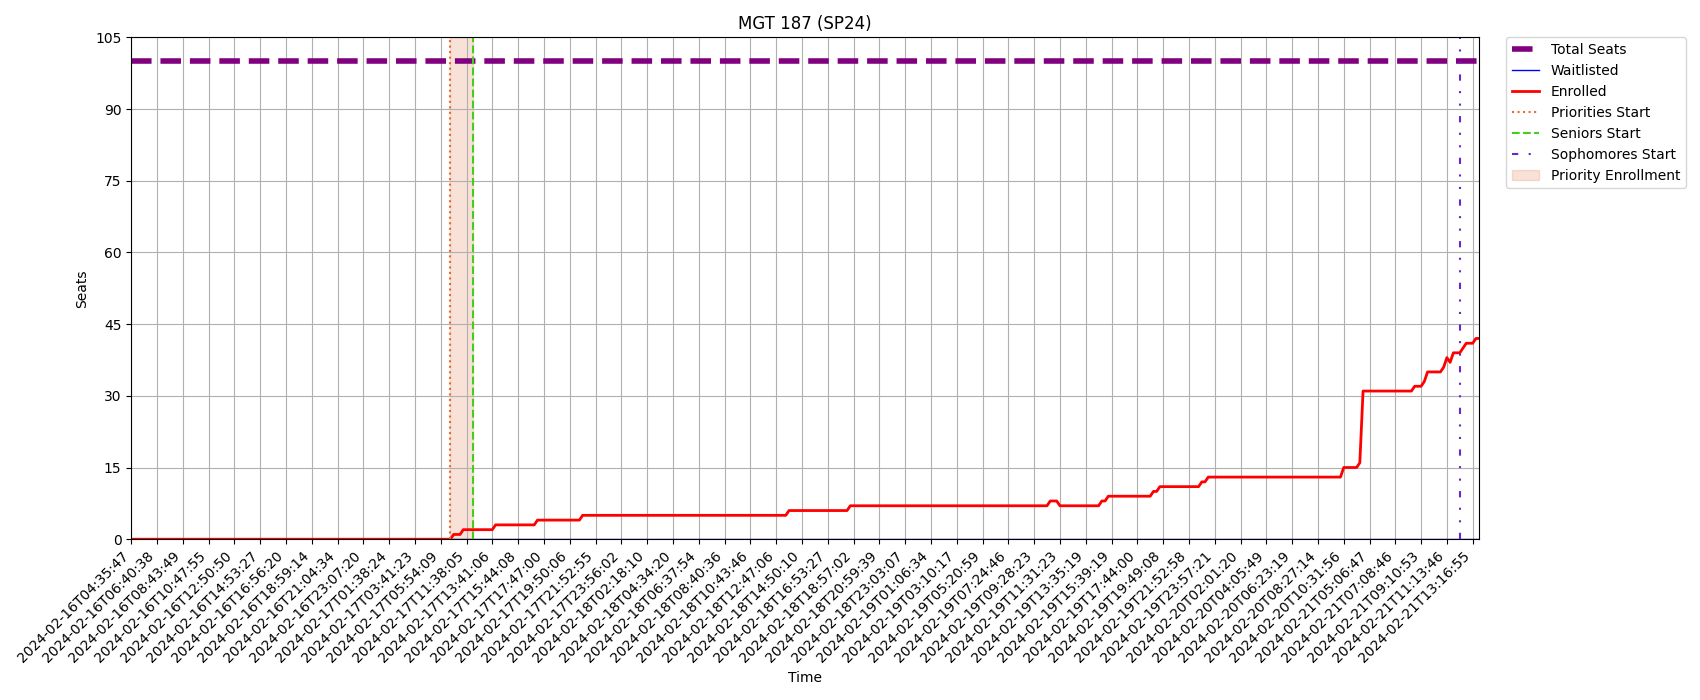 MGT 187 (SP24)
105
90
75
60
45
30
15
0
Seats
Total Seats
Waitlisted
Enrolled
Priorities Start
Seniors Start
Sophomores Start
Priority Enrollment
2024-02-16T04:35:47
2024-02-16T06:40:38
2024-02-16T08:43:49
2024-02-16T10:47:55
2024-02-16T12:50:50
2024-02-16T14:53:27
2024-02-16T16:56:20
2024-02-16T18:59:14
2024-02-16T21:04:34
2024-02-16T23:07:20
2024-02-17T01:38:24
2024-02-17T03:41:23
2024-02-17T05:54:09
2024-02-17T11:38:05
2024-02-17T13:41:06
2024-02-17T15:44:08
2024-02-17T17:47:00
2024-02-17T19:50:06
2024-02-17T21:52:55
2024-02-17T23:56:02
2024-02-18T02:18:10
2024-02-18T04:34:20
2024-02-18T06:37:54
2024-02-18T08:40:36
2024-02-18T10:43:46
2024-02-18T12:47:06
2024-02-18T14:50:10
2024-02-18T16:53:27
2024-02-18T18:57:02
2024-02-18T20:59:39
2024-02-18T23:03:07
2024-02-19T01:06:34
2024-02-19T03:10:17
2024-02-19T05:20:59
2024-02-19T07:24:46
2024-02-19T09:28:23
2024-02-19T11:31:23
2024-02-19T13:35:19
2024-02-19T15:39:19
2024-02-19T17:44:00
2024-02-19T19:49:08
2024-02-19T21:52:58
2024-02-19T23:57:21
2024-02-20T02:01:20
2024-02-20T04:05:49
2024-02-20T06:23:19
2024-02-20T08:27:14
2024-02-20T10:31:56
2024-02-21T05:06:47
2024-02-21T07:08:46
2024-02-21T09:10:53
2024-02-21T11:13:46
2024-02-21T13:16:55
Time